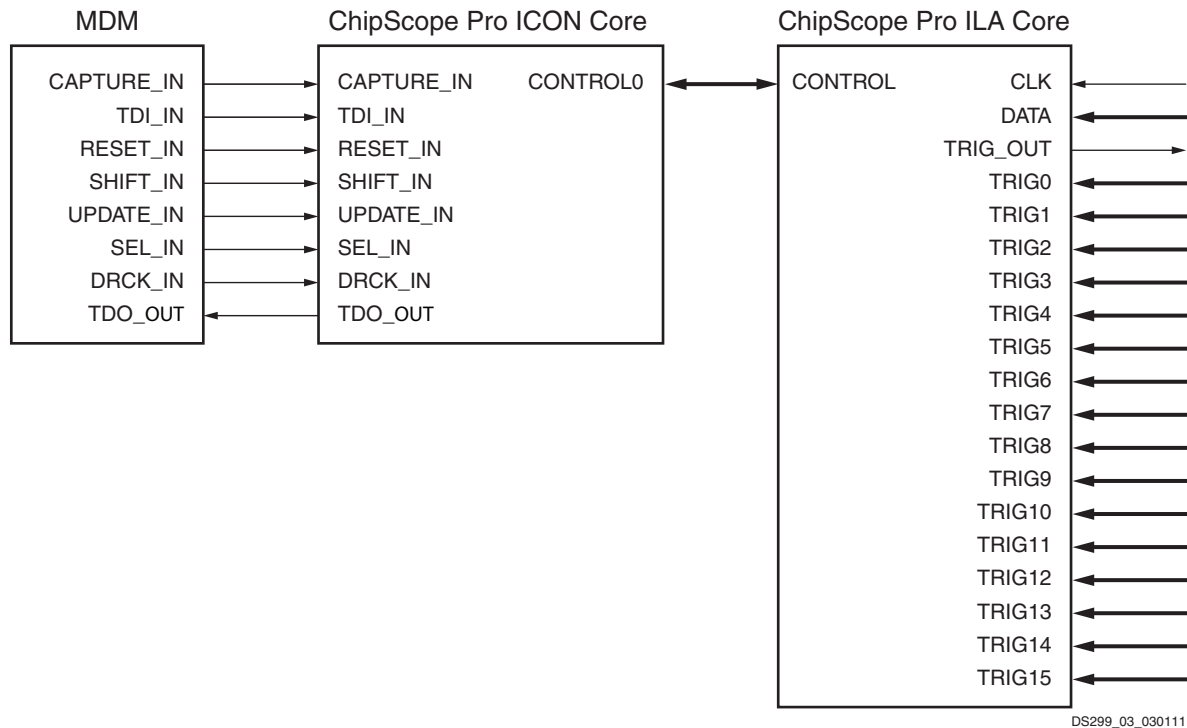 MDM
CAPTURE_IN
TDI_IN
RESET_IN
SHIFT_IN
UPDATE_IN
SEL_IN
DRCK_IN
TDO_OUT
ChipScope Pro ICON Core
CAPTURE_IN
TDI_IN
RESET_IN
SHIFT_IN
UPDATE_IN
SEL_IN
DRCK_IN
TDO_OUT
CONTROL0
ChipScope Pro ILA Core
CONTROL
CLK
DATA
TRIG_OUT
TRIG0
TRIG1
TRIG2
TRIG3
TRIG4
TRIG5
TRIG6
TRIG7
TRIG8
TRIG9
TRIG10
TRIG11
TRIG12
TRIG13
TRIG14
TRIG15
DS299_03_030111